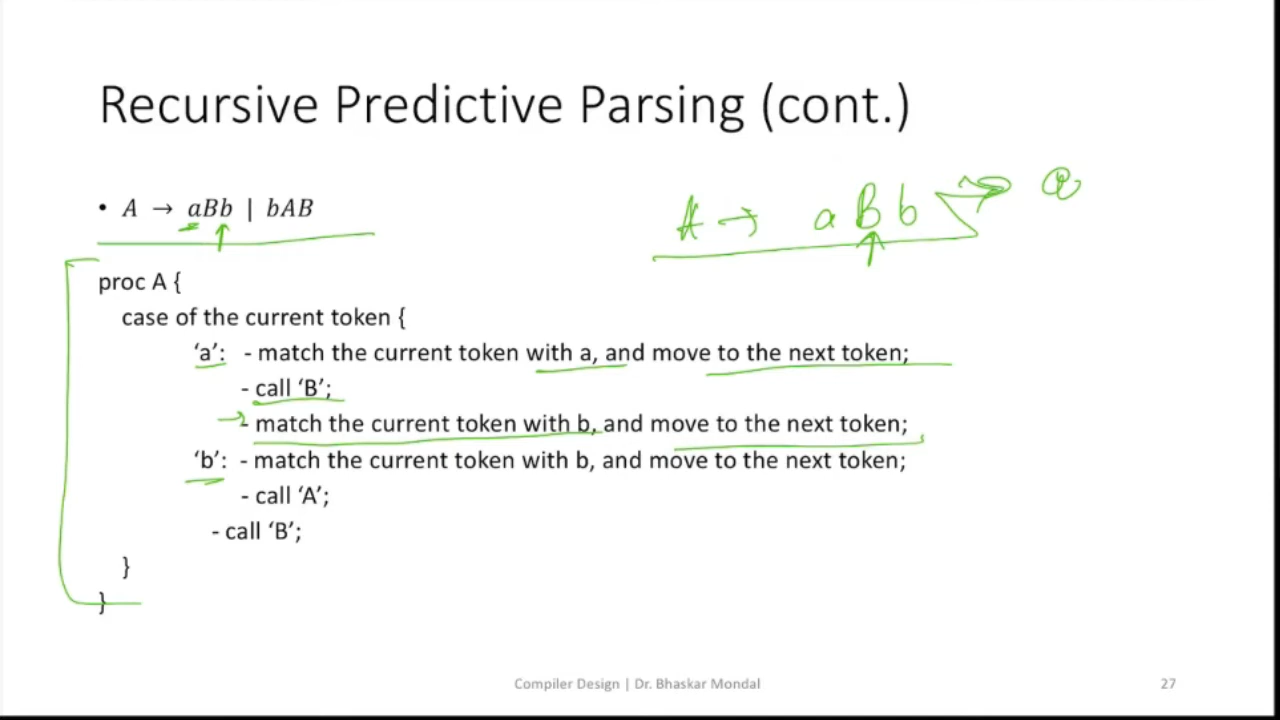 Recursive Predictive Parsing (cont.)
• A → aBb | bAB
A → a B b
proc A {
case of the current token {
‘a’: - match the current token with a, and move to the next token;
- call ‘B’;
- match the current token with b, and move to the next token;
‘b’: - match the current token with b, and move to the next token;
- call ‘A’;
- call ‘B’;
}
}
Compiler Design | Dr. Bhaskar Mondal
27